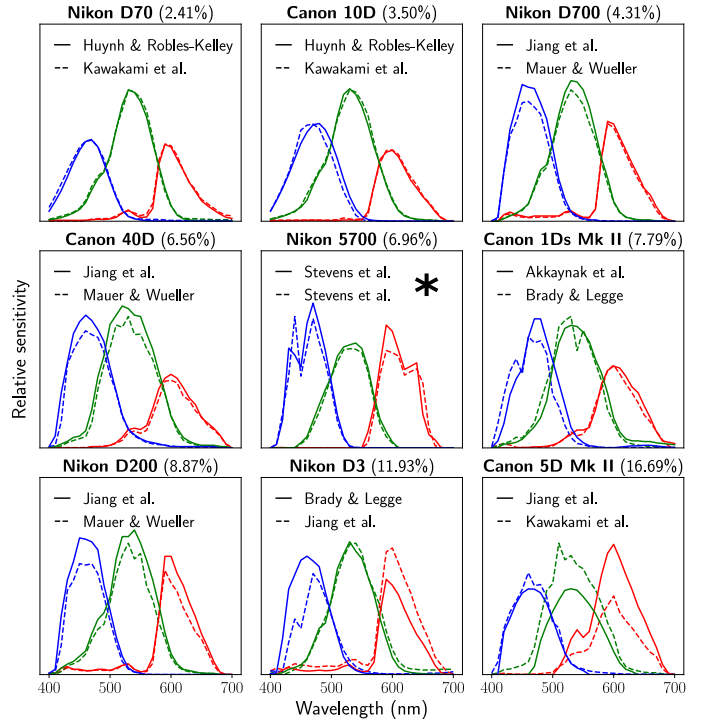 Nikon D70 (2.41%)
Huynh & Robles-Kelley
Kawakami et al.
Canon 10D (3.50%)
Huynh & Robles-Kelley
Kawakami et al.
Nikon D700 (4.31%)
Jiang et al.
Mauer & Wueller
Canon 40D (6.56%)
Jiang et al.
Mauer & Wueller
Nikon 5700 (6.96%)
Stevens et al.
Stevens et al.
*
Canon 1Ds Mk II (7.79%)
Akkaynak et al.
Brady & Legge
Nikon D200 (8.87%)
Jiang et al.
Mauer & Wueller
Nikon D3 (11.93%)
Brady & Legge
Jiang et al.
Canon 5D Mk II (16.69%)
Jiang et al.
Kawakami et al.
Relative sensitivity
400 500 600 700
400 500 600 700
400 500 600 700
Wavelength (nm)